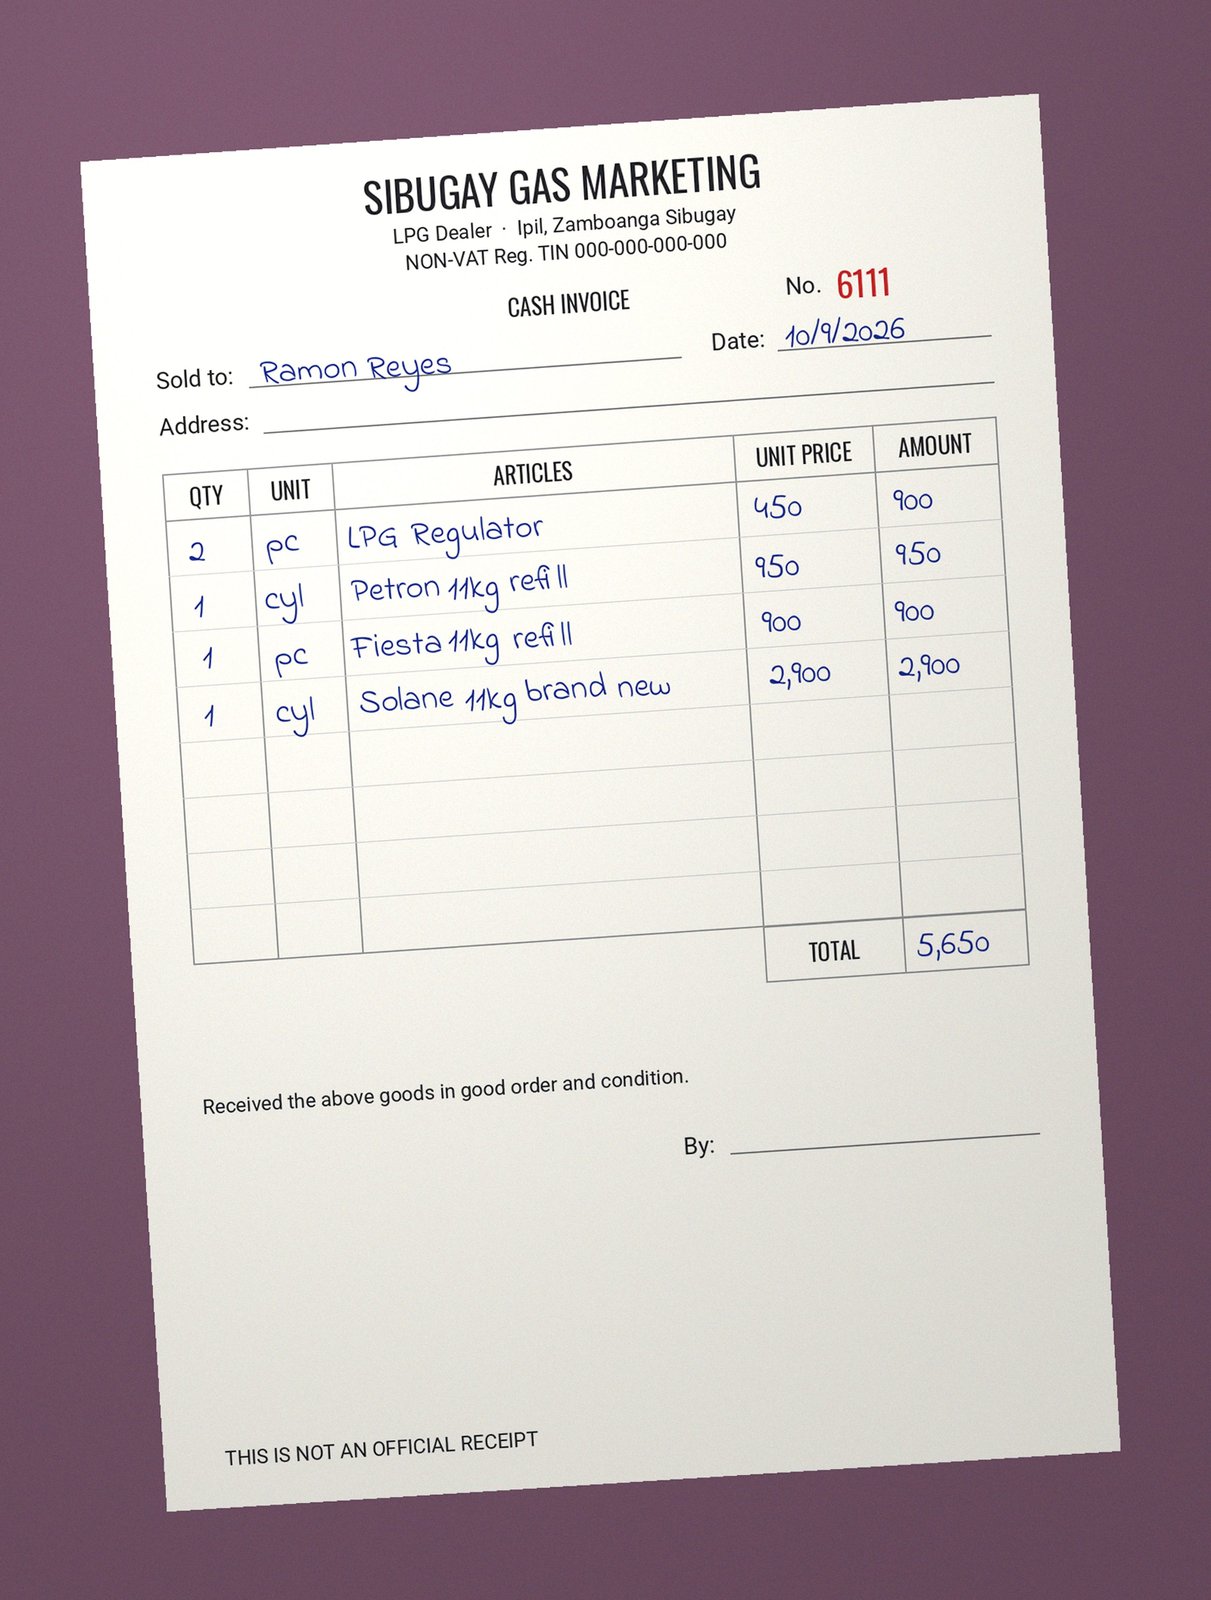 SIBUGAY GAS MARKETING
LPG Dealer · Ipil, Zamboanga Sibugay
NON-VAT Reg. TIN 000-000-000-000
CASH INVOICE
No. 6111
Sold to: Ramon Reyes
Date: 10/9/2026
Address:
QTY UNIT ARTICLES UNIT PRICE AMOUNT
2 pc LPG Regulator 450 900
1 cyl Petron 11kg refill 950 950
1 pc Fiesta 11kg refill 900 900
1 cyl Solane 11kg brand new 2,900 2,900
TOTAL 5,650
Received the above goods in good order and condition.
By:
THIS IS NOT AN OFFICIAL RECEIPT